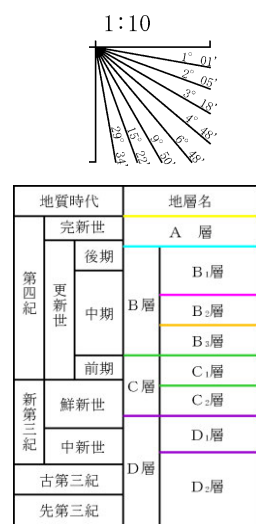 1:10
1° 01′
2° 05′
3° 18′
4° 48′
6° 48′
9° 50′
15° 22′
29° 34′
地質時代 地層名
第四紀 完新世 A 層
更新世 後期 B層 B₁層
中期 B₂層
B₃層
前期 C層 C₁層
新第三紀 鮮新世 C₂層
中新世 D層 D₁層
古第三紀 D₂層
先第三紀